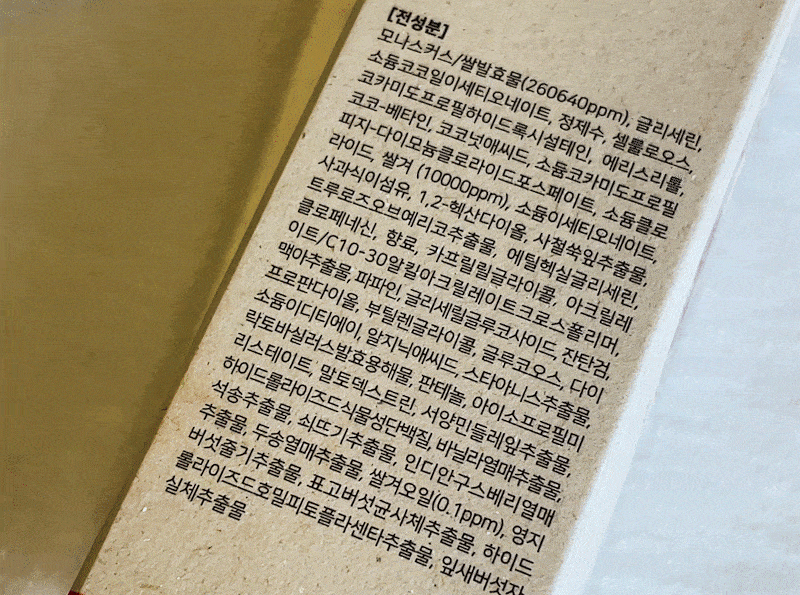 [전성분]
모나스커스/쌀발효물(260640ppm), 글리세린,
소듐코코일이세티오네이트, 정제수, 셀룰로오스,
코카미도프로필하이드록시설테인, 에리스리톨,
코코-베타인, 코코넛애씨드, 소듐코카미도프로필
피지-다이모늄클로라이드포스페이트, 소듐클로
라이드, 쌀겨 (10000ppm), 소듐이세티오네이트,
사과식이섬유, 1,2-헥산다이올, 사철쑥잎추출물,
트루로즈오브예리코추출물, 에틸헥실글리세린,
클로페네신, 향료, 카프릴릴글라이콜, 아크릴레
이트/C10-30알킬아크릴레이트크로스폴리머,
맥아추출물, 파파인, 글리세릴글루코사이드, 잔탄검,
프로판다이올, 부틸렌글라이콜, 글루코오스, 다이
소듐이디티에이, 알지닉애씨드, 스타아니스추출물,
락토바실러스발효용해물, 판테놀, 아이소프로필미
리스테이트, 말토덱스트린, 서양민들레잎추출물,
하이드롤라이즈드식물성단백질, 바닐라열매추출물,
석송추출물, 쇠뜨기추출물, 인디안구스베리열매
추출물, 두송열매추출물, 쌀겨오일(0.1ppm), 영지
버섯줄기추출물, 표고버섯균사체추출물, 하이드
롤라이즈드호밀피토플라센타추출물, 잎새버섯자
실체추출물